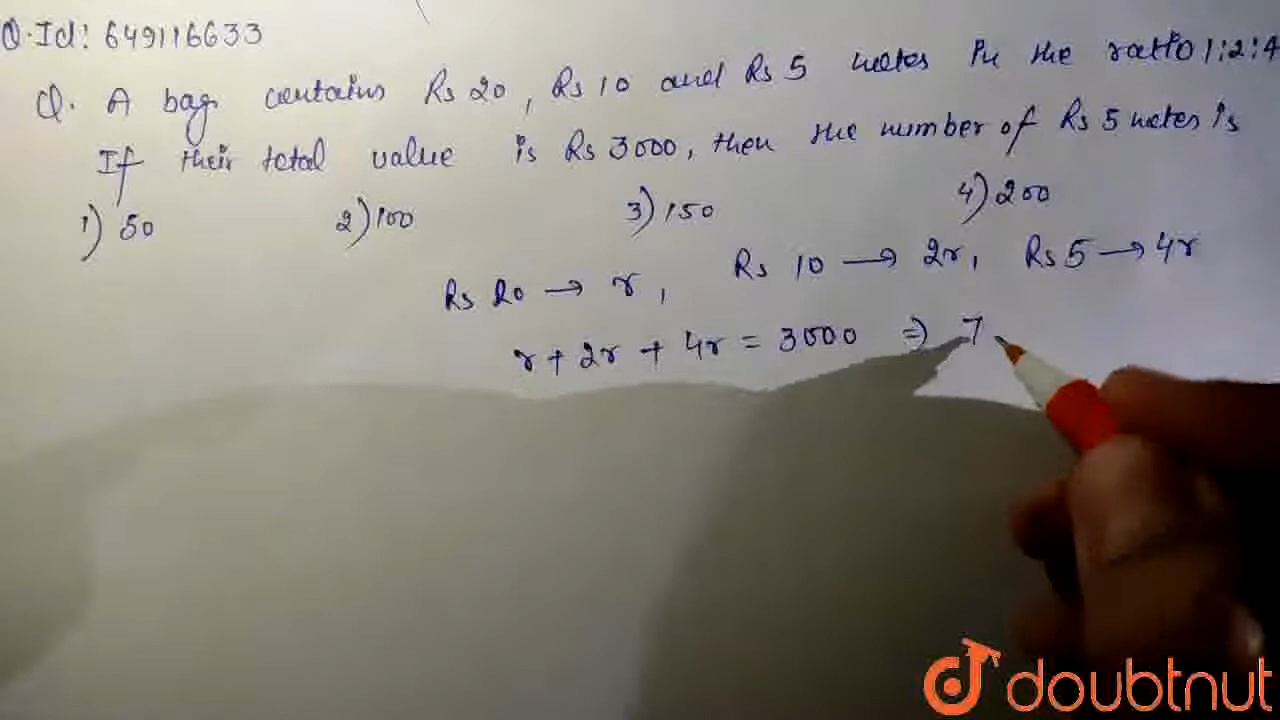 Q.Id: 649116633
Q. A bag contains Rs 20, Rs 10 and Rs 5 notes in the ratio 1:2:4
If their total value is Rs 3000, then the number of Rs 5 notes is
1) 50 2) 100 3) 150 4) 200
Rs 20 → r, Rs 10 → 2r, Rs 5 → 4r
r + 2r + 4r = 3000 ⇒ 7
doubtnut